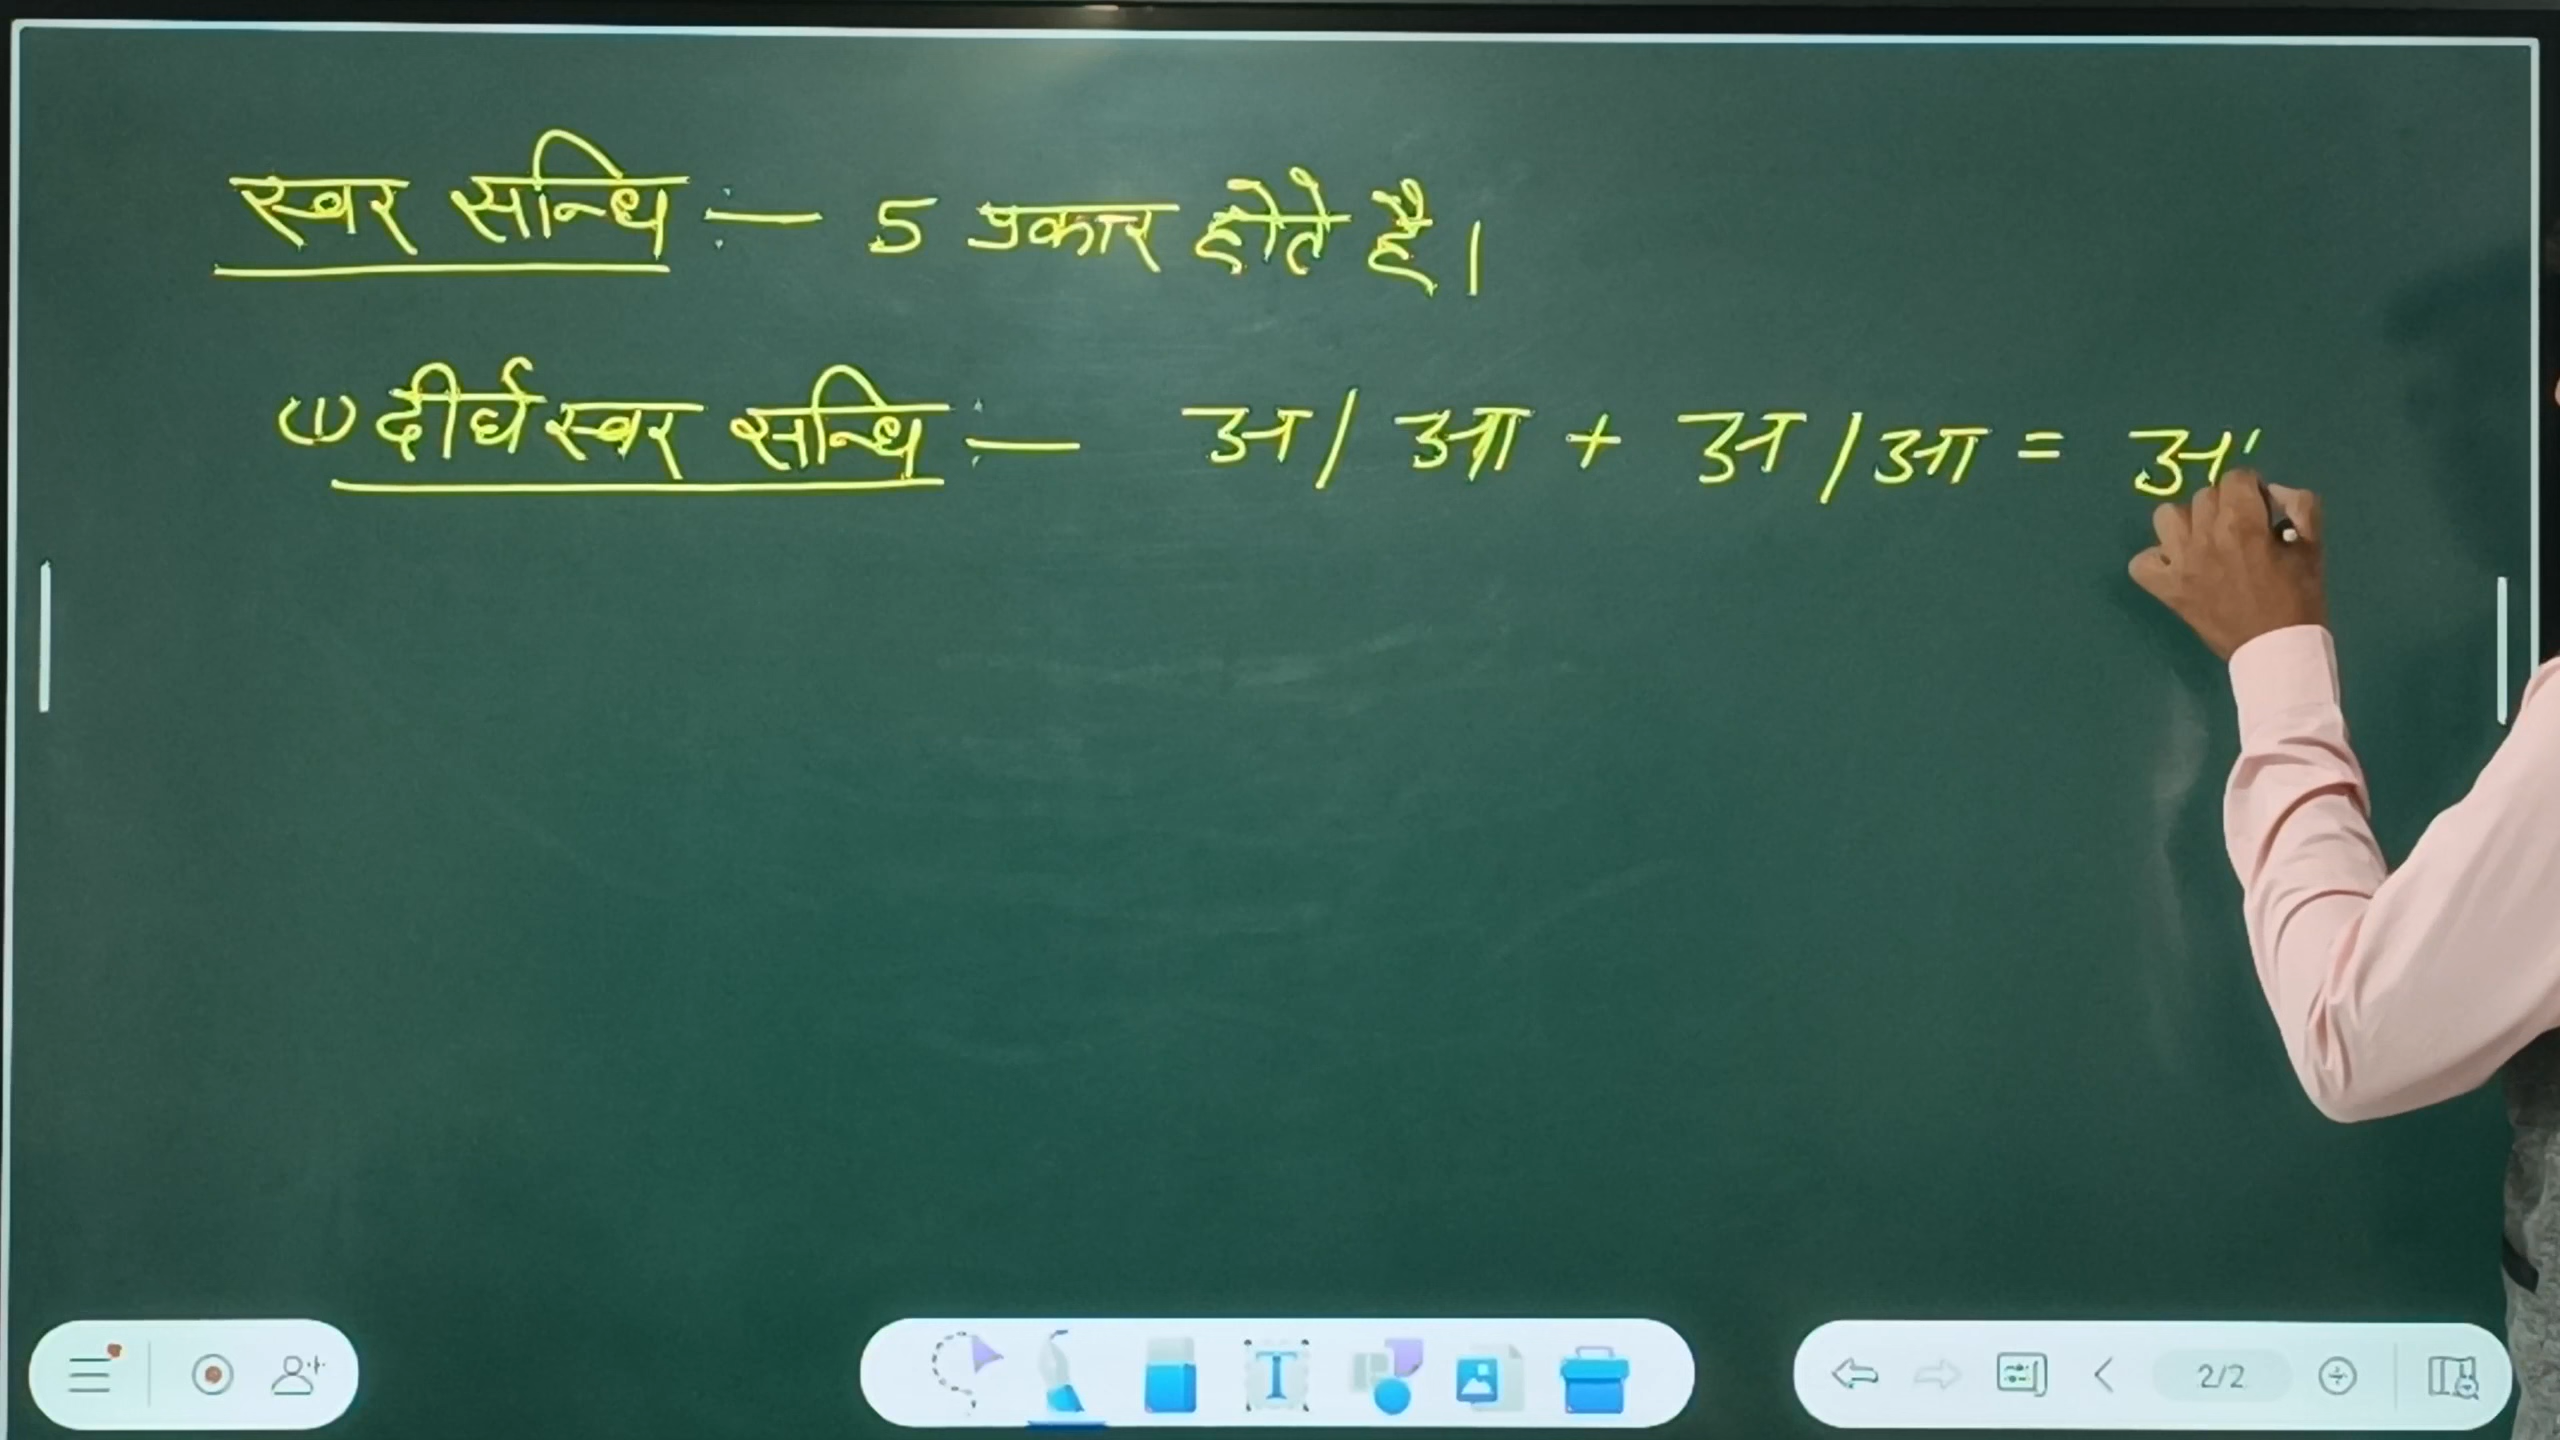 स्वर सन्धि :— 5 प्रकार होते है।
(1) दीर्घ स्वर सन्धि :— अ / आ + अ / आ = अ
T
2/2